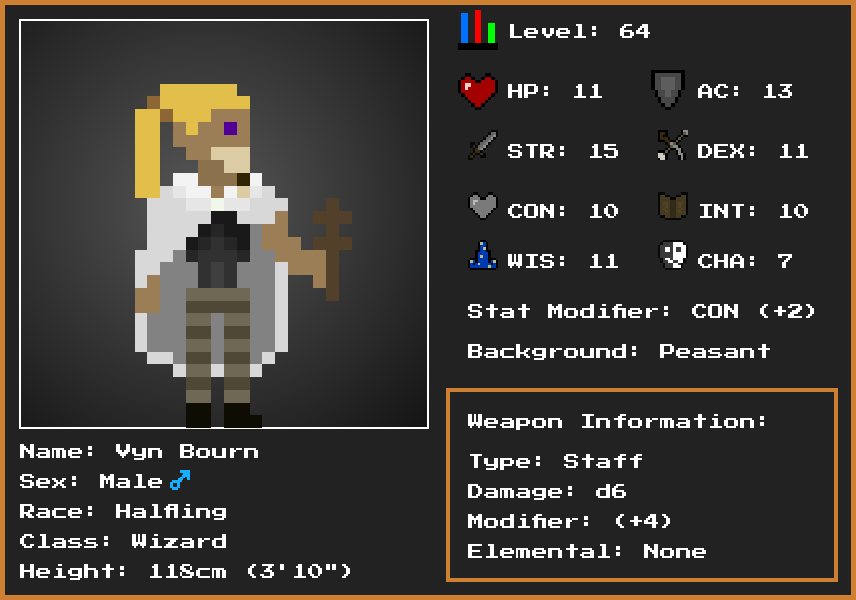 Level: 64
HP: 11 AC: 13
STR: 15 DEX: 11
CON: 10 INT: 10
WIS: 11 CHA: 7
Stat Modifier: CON (+2)
Background: Peasant
Weapon Information:
Type: Staff
Damage: d6
Modifier: (+4)
Elemental: None
Name: Vyn Bourn
Sex: Male♂
Race: Halfling
Class: Wizard
Height: 118cm (3'10")